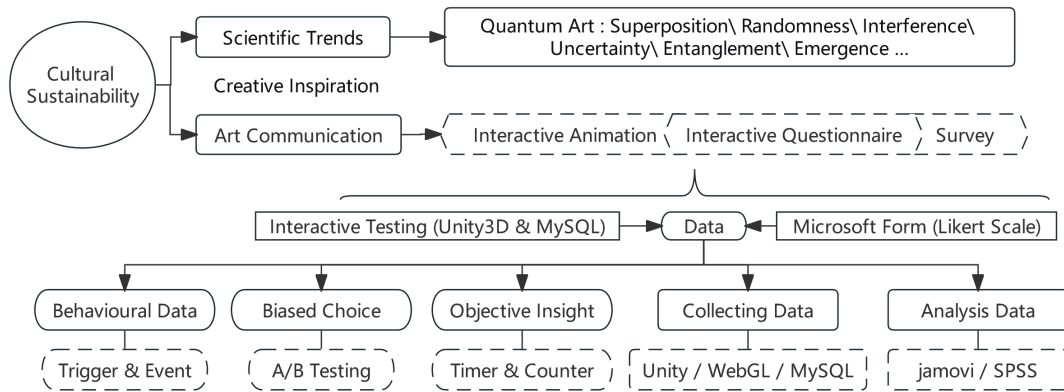 Cultural
Sustainability
Scientific Trends
Quantum Art : Superposition\ Randomness\ Interference\
Uncertainty\ Entanglement\ Emergence ...
Creative Inspiration
Art Communication
Interactive Animation
Interactive Questionnaire
Survey
Interactive Testing (Unity3D & MySQL)
Data
Microsoft Form (Likert Scale)
Behavioural Data
Biased Choice
Objective Insight
Collecting Data
Analysis Data
Trigger & Event
A/B Testing
Timer & Counter
Unity / WebGL / MySQL
jamovi / SPSS